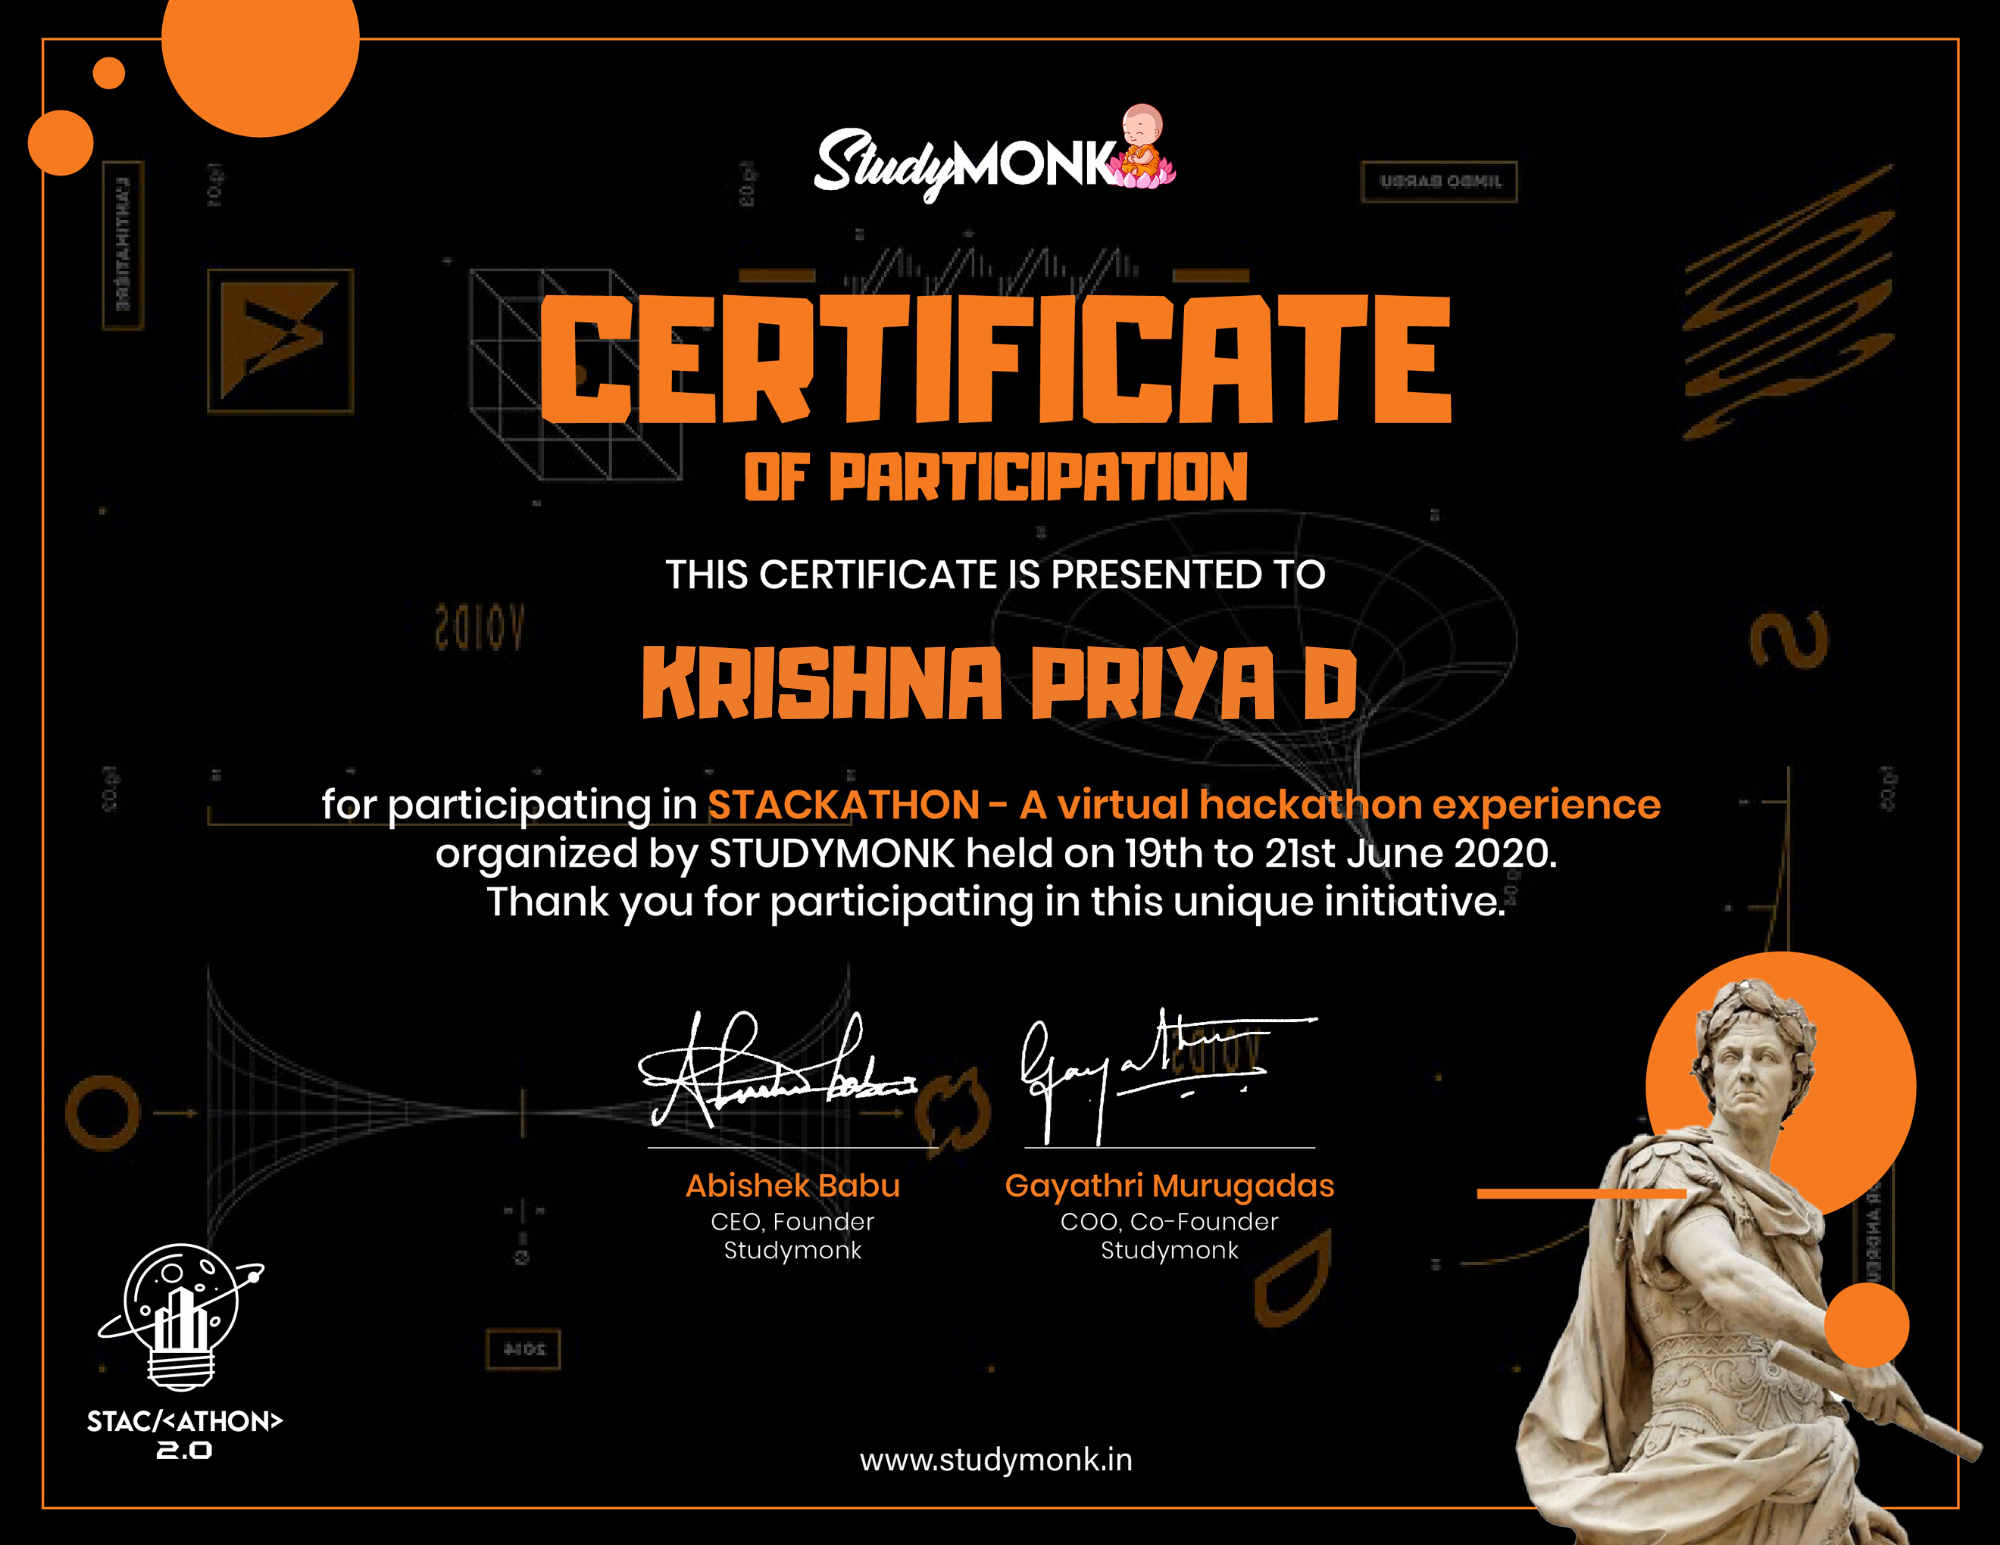 StudyMONK
CERTIFICATE
OF PARTICIPATION
THIS CERTIFICATE IS PRESENTED TO
KRISHNA PRIYA D
for participating in STACKATHON - A virtual hackathon experience
organized by STUDYMONK held on 19th to 21st June 2020.
Thank you for participating in this unique initiative.
Abishek Babu
CEO, Founder
Studymonk
Gayathri Murugadas
COO, Co-Founder
Studymonk
STAC/<ATHON>
2.0
www.studymonk.in
VOIDS